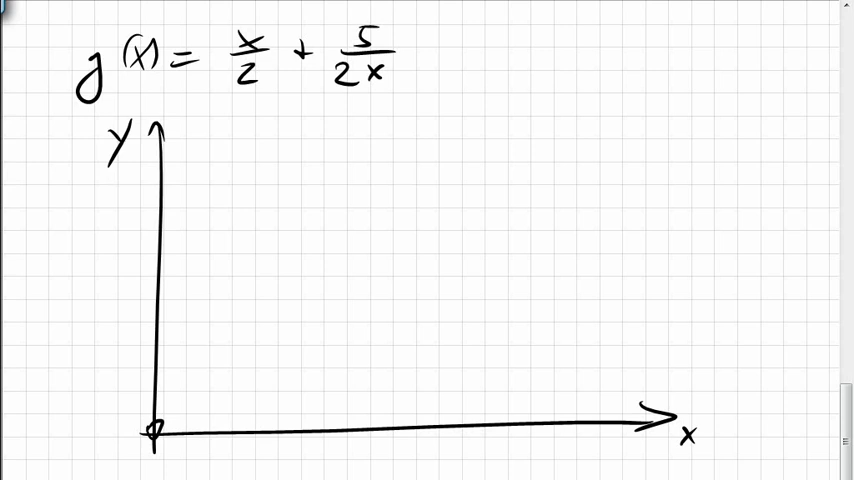 g(x) = x/2 + 5/2x
y
x